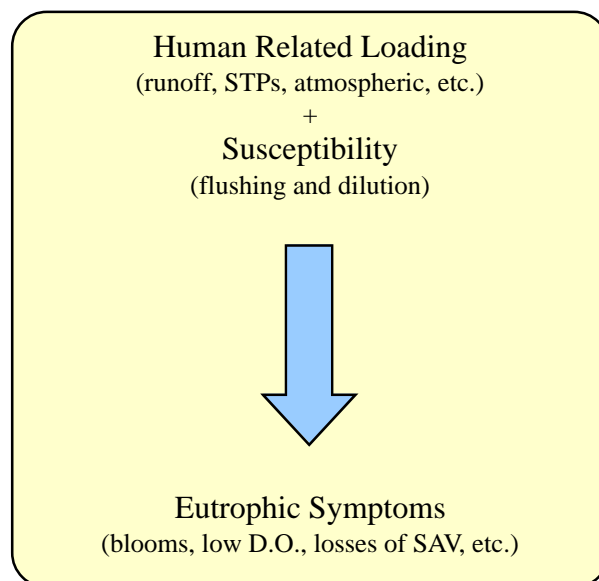 Human Related Loading
(runoff, STPs, atmospheric, etc.)
+
Susceptibility
(flushing and dilution)
Eutrophic Symptoms
(blooms, low D.O., losses of SAV, etc.)